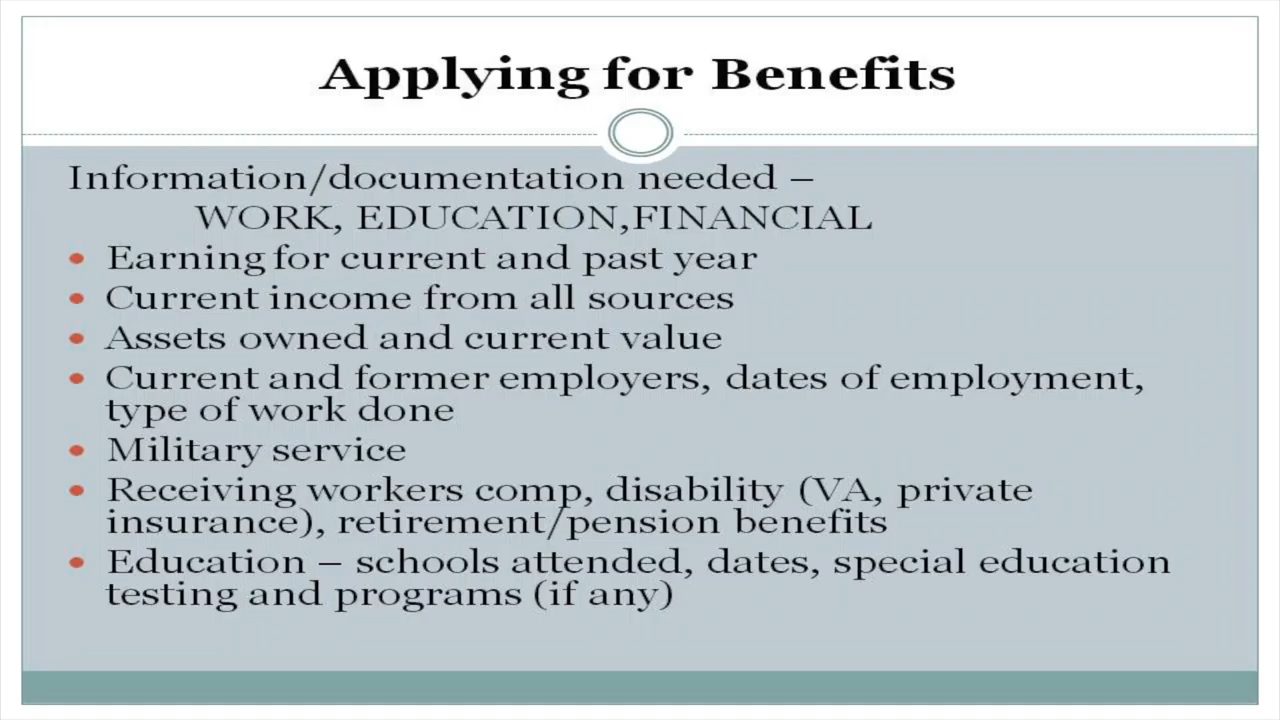 Applying for Benefits
Information/documentation needed –
WORK, EDUCATION,FINANCIAL
• Earning for current and past year
• Current income from all sources
• Assets owned and current value
• Current and former employers, dates of employment,
type of work done
• Military service
• Receiving workers comp, disability (VA, private
insurance), retirement/pension benefits
• Education – schools attended, dates, special education
testing and programs (if any)